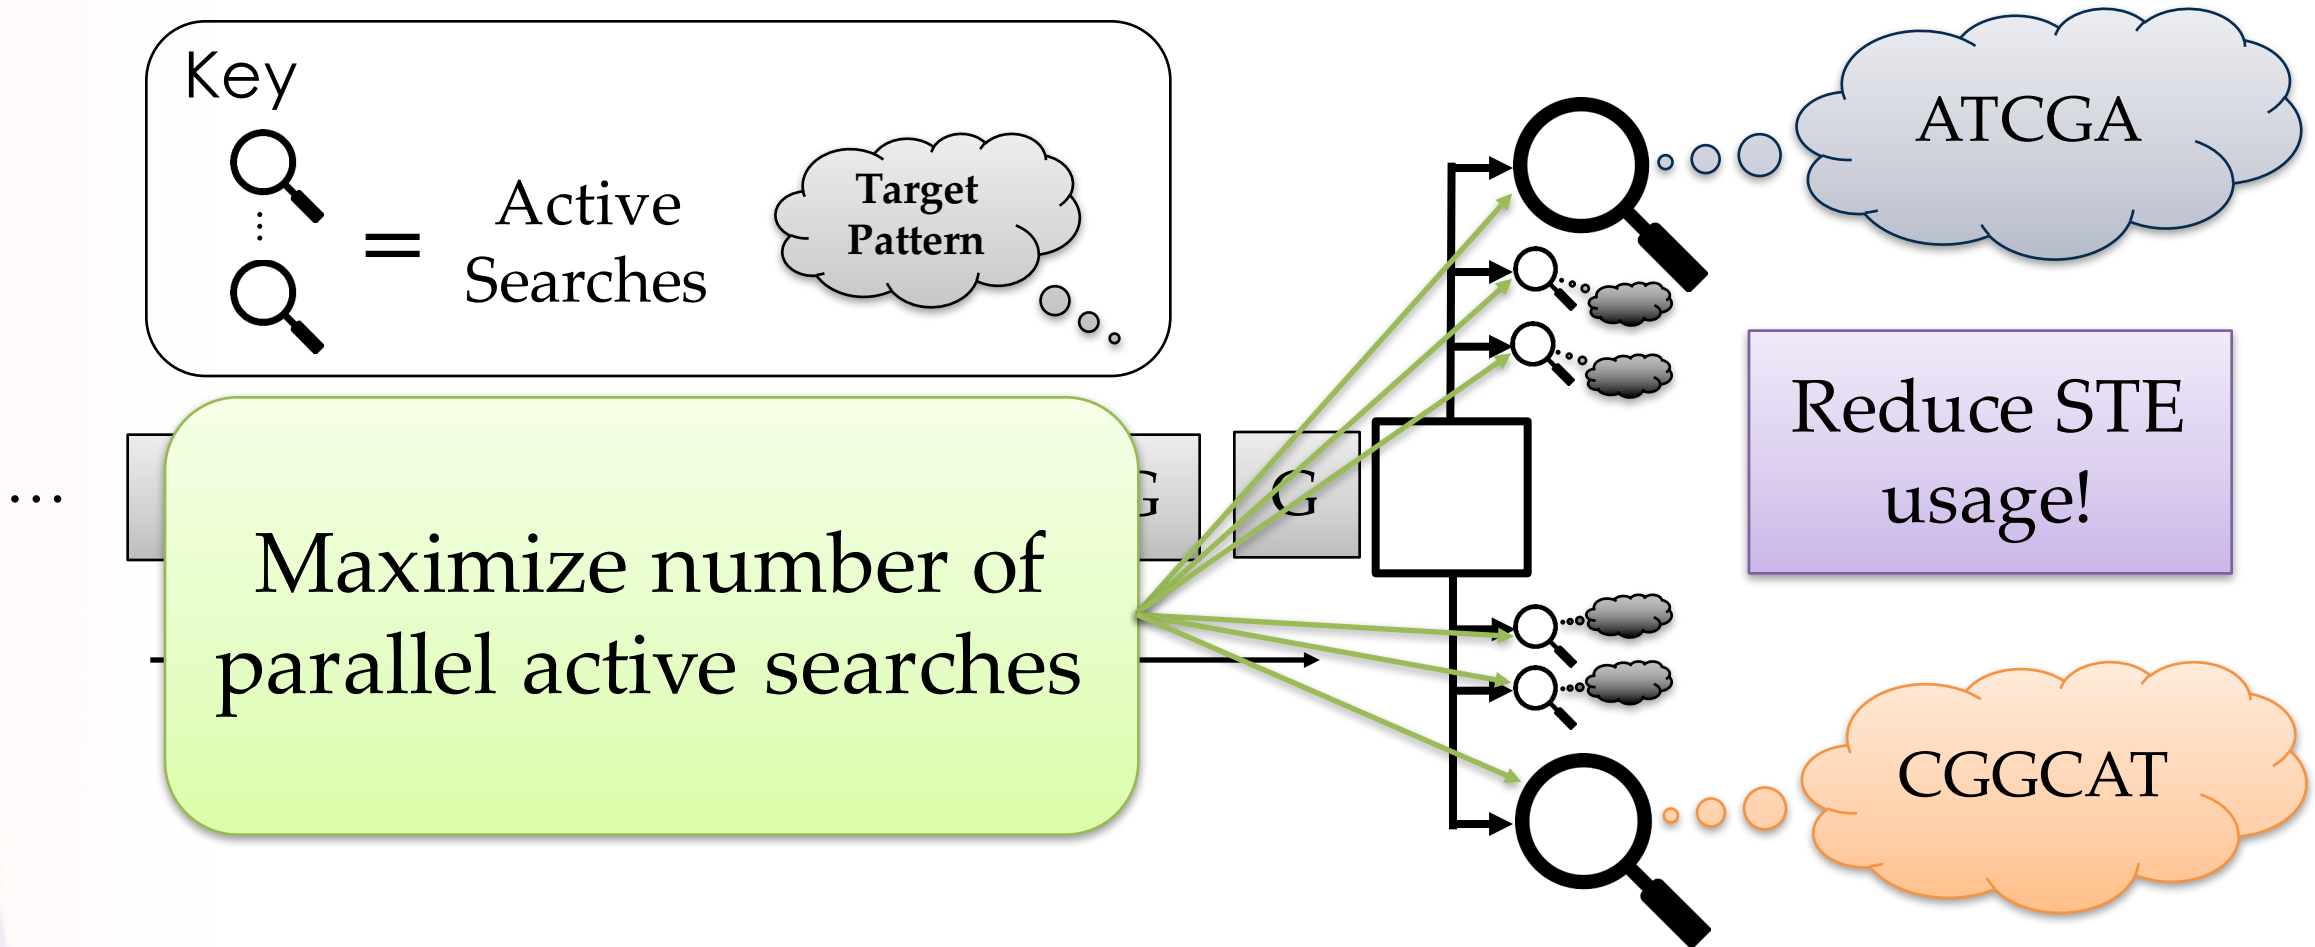 Key
⋮
=
Active
Searches
Target
Pattern
ATCGA
Reduce STE
usage!
...
G
G
Maximize number of
parallel active searches
CGGCAT